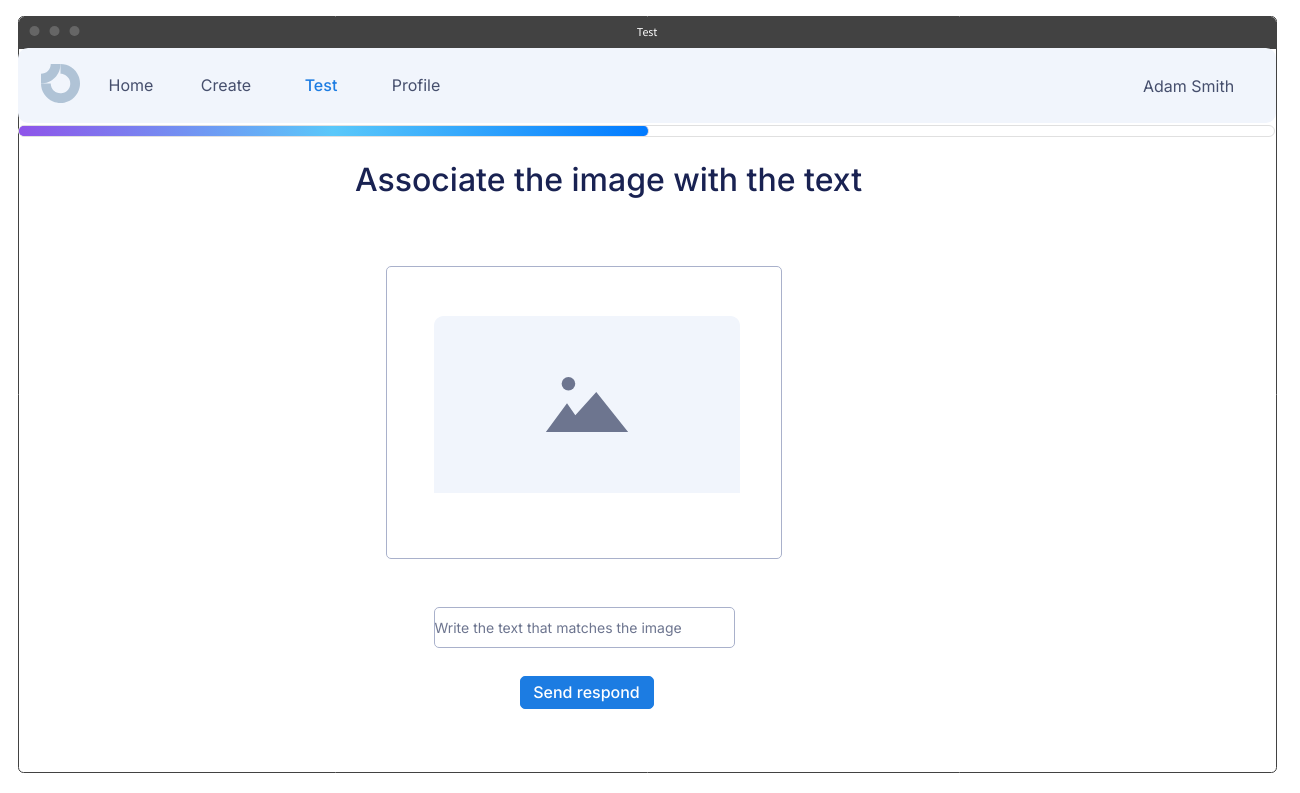 Test
Home Create Test Profile Adam Smith
Associate the image with the text
Write the text that matches the image
Send respond